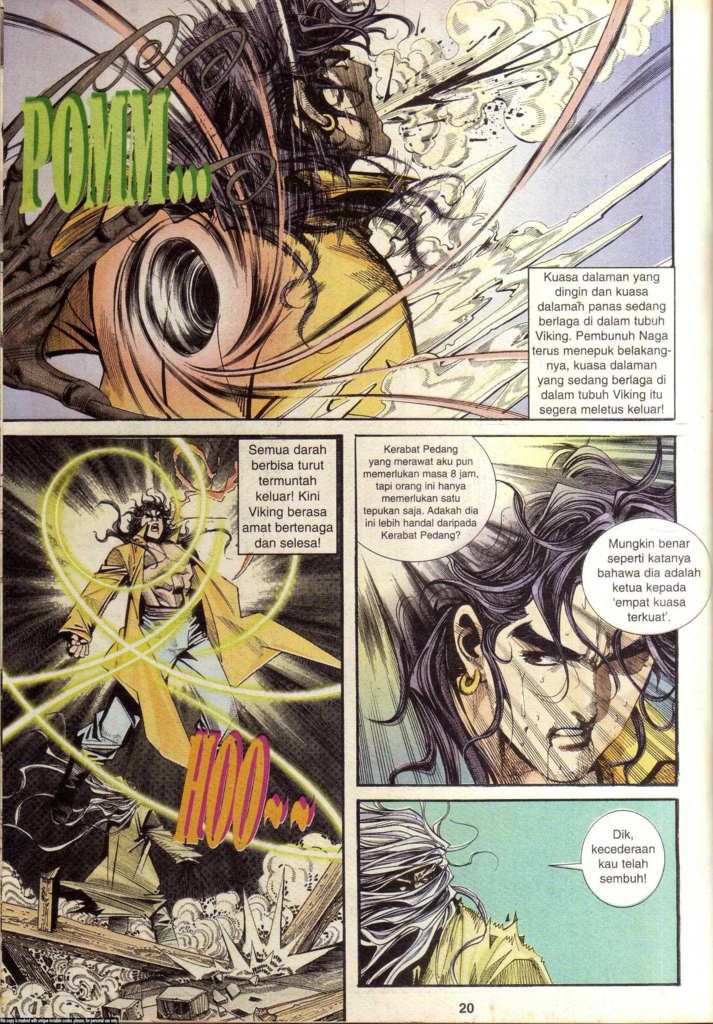 POMM...
Kuasa dalaman yang
dingin dan kuasa
dalamah panas sedang
berlaga di dalam tubuh
Viking. Pembunuh Naga
terus menepuk belakang-
nya, kuasa dalaman
yang sedang berlaga di
dalam tubuh Viking itu
segera meletus keluar!
Semua darah
berbisa turut
termuntah
keluar! Kini
Viking berasa
amat bertenaga
dan selesa!
HOO~~
Kerabat Pedang
yang merawat aku pun
memerlukan masa 8 jam,
tapi orang ini hanya
memerlukan satu
tepukan saja. Adakah dia
ini lebih handal daripada
Kerabat Pedang?
Mungkin benar
seperti katanya
bahawa dia adalah
ketua kepada
'empat kuasa
terkuat'.
Dik,
kecederaan
kau telah
sembuh!
20